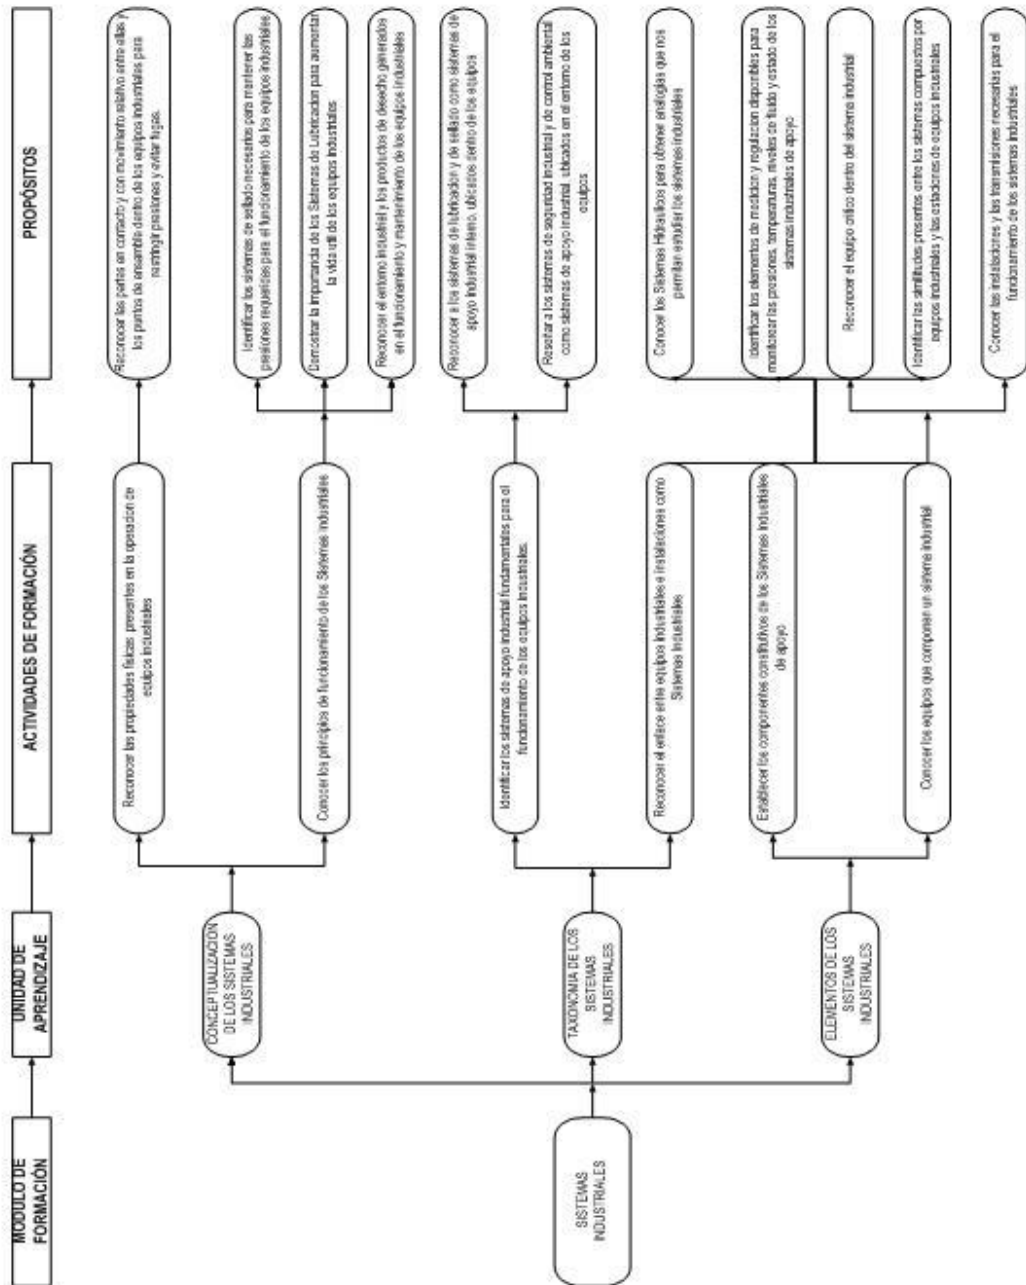 MODULO DE
FORMACIÓN
UNIDAD DE
APRENDIZAJE
ACTIVIDADES DE FORMACIÓN
PROPÓSITOS
SISTEMAS
INDUSTRIALES
CONCEPTUALIZACIÓN
DE LOS SISTEMAS
INDUSTRIALES
TAXONOMIA DE LOS
SISTEMAS
INDUSTRIALES
ELEMENTOS DE LOS
SISTEMAS
INDUSTRIALES
Reconocer las propiedades físicas presentes en la operacion de
equipos industriales
Conocer los principios de funcionamiento de los Sistemas industriales
Identificar los sistemas de apoyo industrial fundamentales para el
funcionamiento de los equipos industriales.
Reconocer el enlace entre equipos industriales e instalaciones como
Sistemas Industriales
Establecer los componentes constitutivos de los Sistemas Industriales
de apoyo
Conocer los equipos que componen un sistema industrial
Reconocer las partes en contacto y con movimiento relativo entre ellas y
los puntos de ensamble dentro de los equipos industriales para
restringir presiones y evitar fugas.
Identificar los sistemas de sellado necesarios para mantener las
presiones requeridas para el funcionamiento de los equipos industriales
Demostrar la importancia de los Sistemas de Lubricacion para aumentar
la vida util de los equipos industriales
Reconocer el entorno industrial y los productos de desecho generados
en el funcionamiento y mantenimiento de los equipos industriales
Reconocer a los sistemas de lubricacion y de sellado como sistemas de
apoyo industrial interno, ubicados dentro de los equipos
Reseñar a los sistemas de seguridad industrial y de control ambiental
como sistemas de apoyo industrial, ubicados en el entorno de los
equipos
Conocer los Sistemas Hidraulicos para obtener analogias que nos
permitan estudiar los sistemas industriales
Identificar los elementos de medicion y regulacion disponibles para
monitorear las presiones, temperaturas, niveles de fluido y estado de los
sistemas industriales de apoyo
Reconocer el equipo critico dentro del sistema industrial
Identificar las similitudes presentes entre los sistemas compuestos por
equipos industriales y las estaciones de equipos industriales
Conocer las instalaciones y las transmisiones necesarias para el
funcionamiento de los sistemas industriales